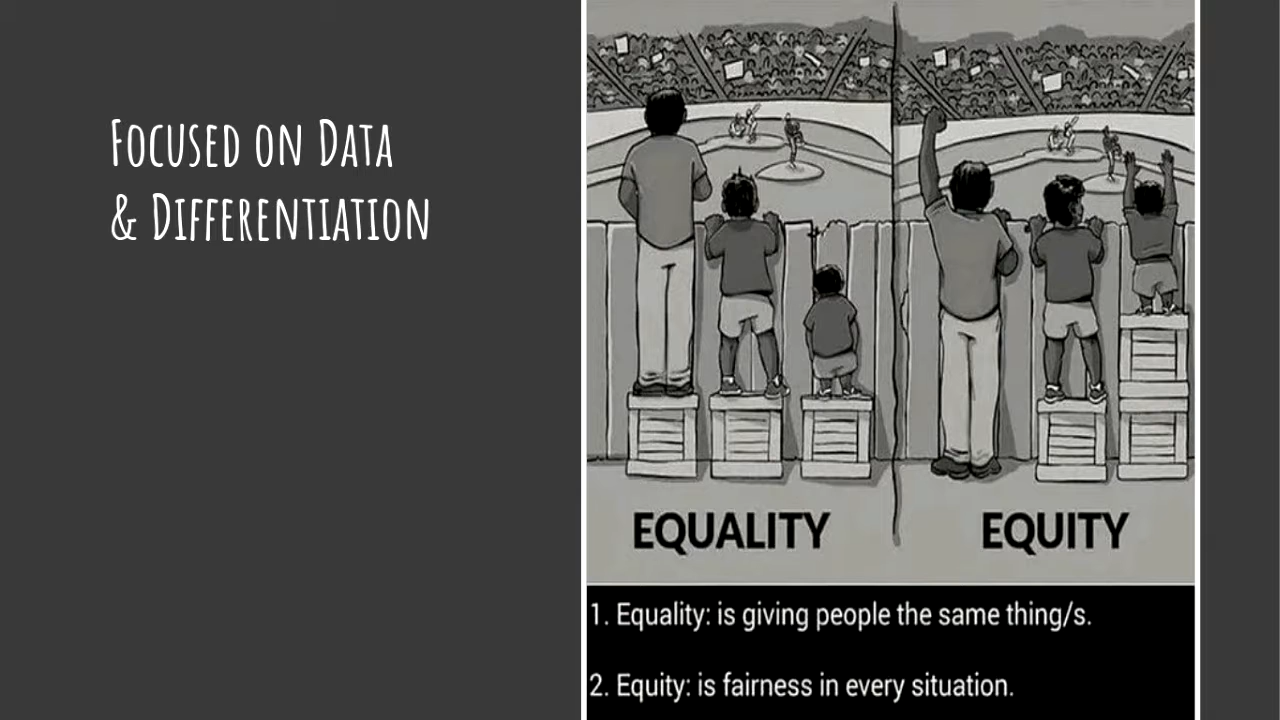 Focused on Data
& Differentiation
EQUALITY
EQUITY
1. Equality: is giving people the same thing/s.
2. Equity: is fairness in every situation.